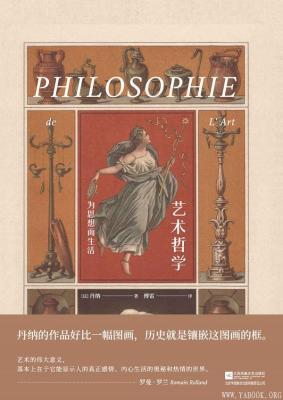 PHILOSOPHIE
de L'Art
艺术哲学
为思想而生活
[法] 丹纳 著 傅雷 译
丹纳的作品好比一幅图画，历史就是镶嵌这图画的框。
艺术的伟大意义，
基本上在于它能显示人的真正感情、内心生活的奥秘和热情的世界。
罗曼·罗兰 Romain Rolland
WWW.YABOOK.ORG